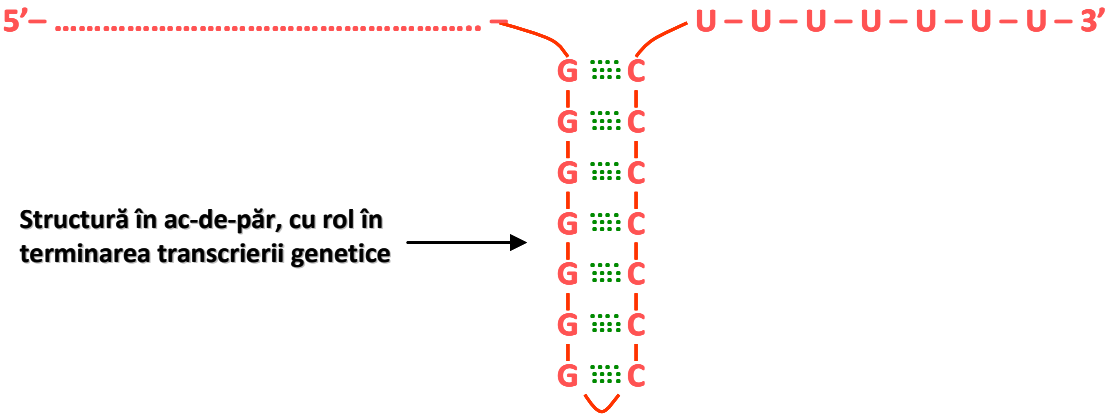 5’– ................................................................ – U – U – U – U – U – U – U – 3’
G C
G C
G C
G C
Structură în ac-de-păr, cu rol în
terminarea transcrierii genetice
G C
G C
G C